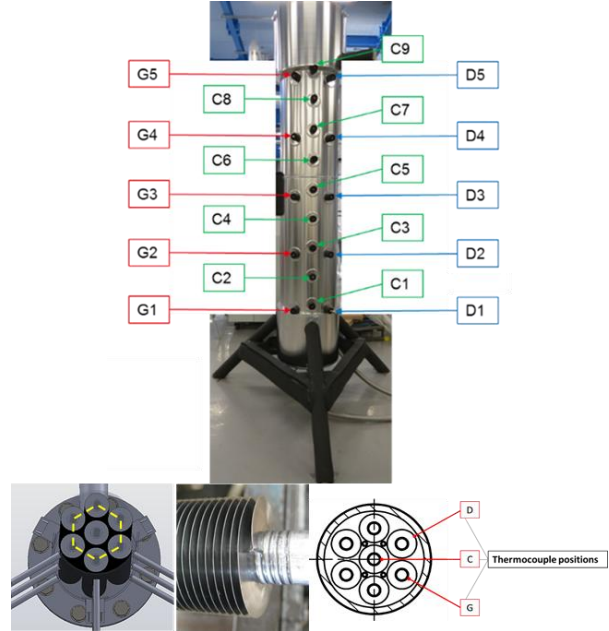 C9
G5
D5
C8
C7
G4
D4
C6
C5
G3
D3
C4
C3
G2
D2
C2
C1
G1
D1
D
C
Thermocouple positions
G